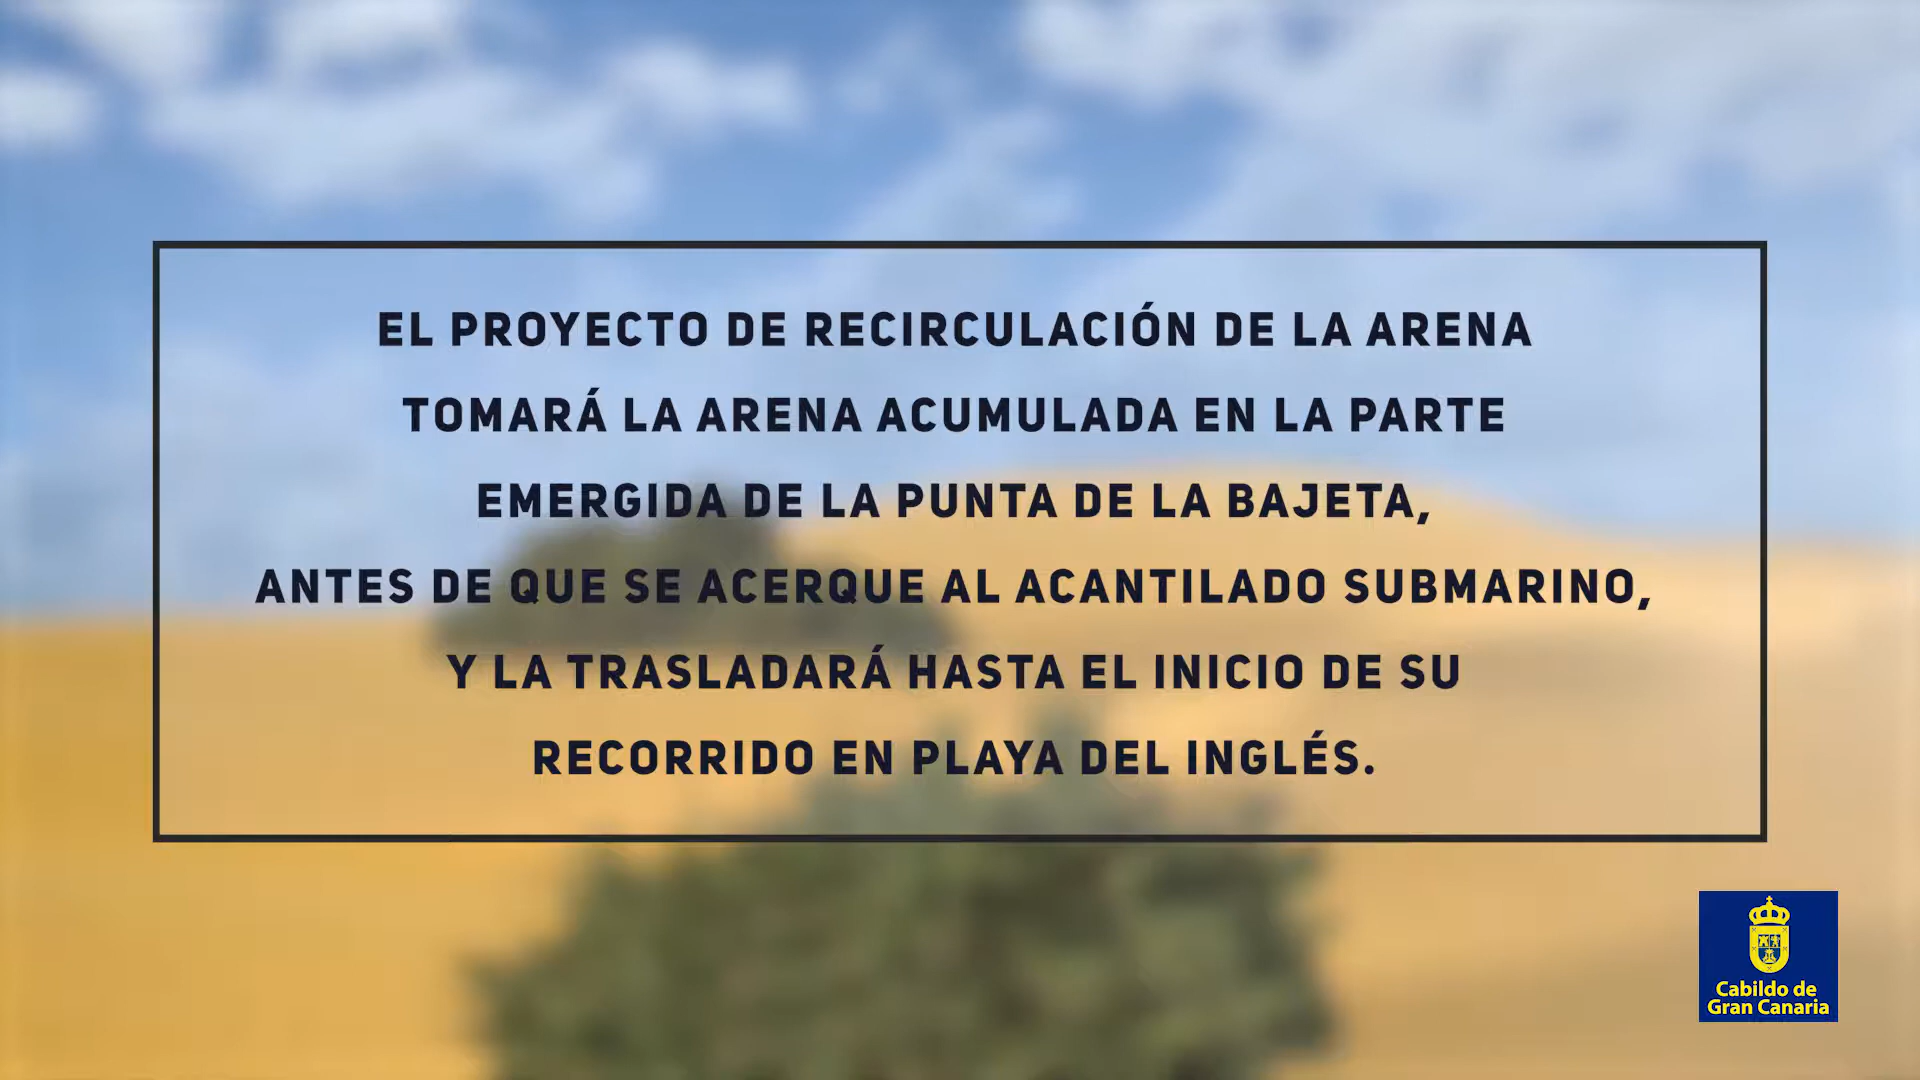 EL PROYECTO DE RECIRCULACIÓN DE LA ARENA
TOMARÁ LA ARENA ACUMULADA EN LA PARTE
EMERGIDA DE LA PUNTA DE LA BAJETA,
ANTES DE QUE SE ACERQUE AL ACANTILADO SUBMARINO,
Y LA TRASLADARÁ HASTA EL INICIO DE SU
RECORRIDO EN PLAYA DEL INGLÉS.
Cabildo de
Gran Canaria